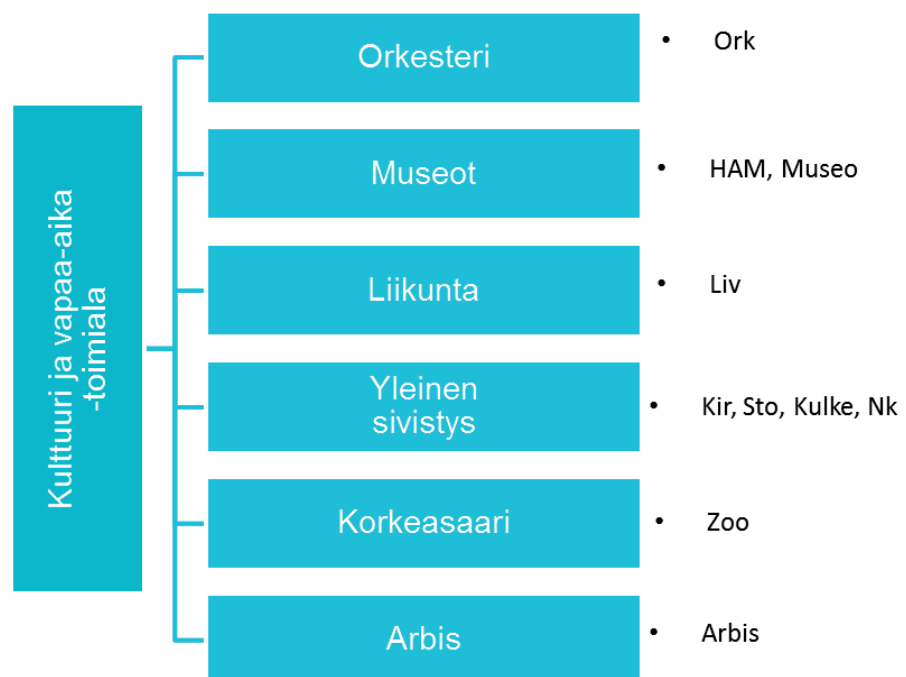 Kulttuuri ja vapaa-aika
-toimiala
Orkesteri
• Ork
Museot
• HAM, Museo
Liikunta
• Liv
Yleinen
sivistys
• Kir, Sto, Kulke, Nk
Korkeasaari
• Zoo
Arbis
• Arbis